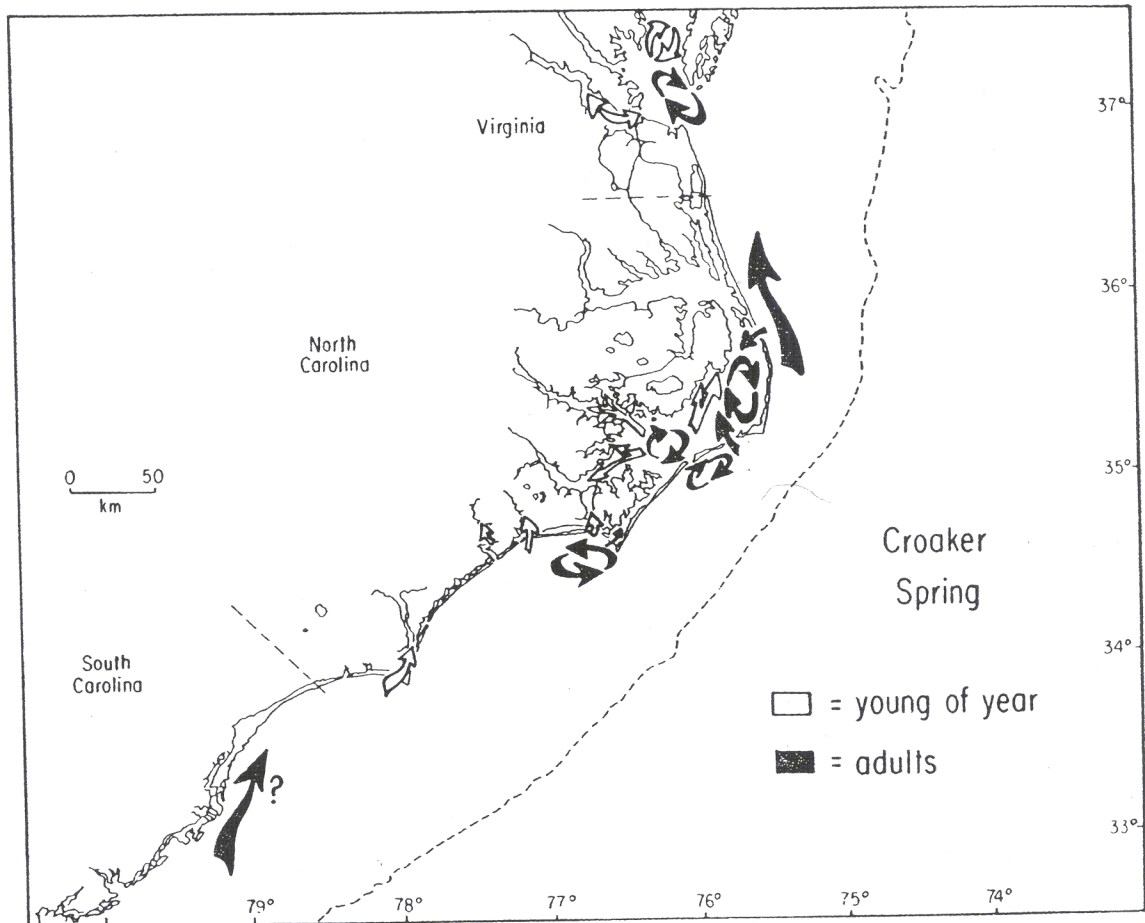 Virginia
37°
36°
North
Carolina
0 50
km
35°
Croaker
Spring
34°
South
Carolina
= young of year
= adults
?
33°
79° 78° 77° 76° 75° 74°